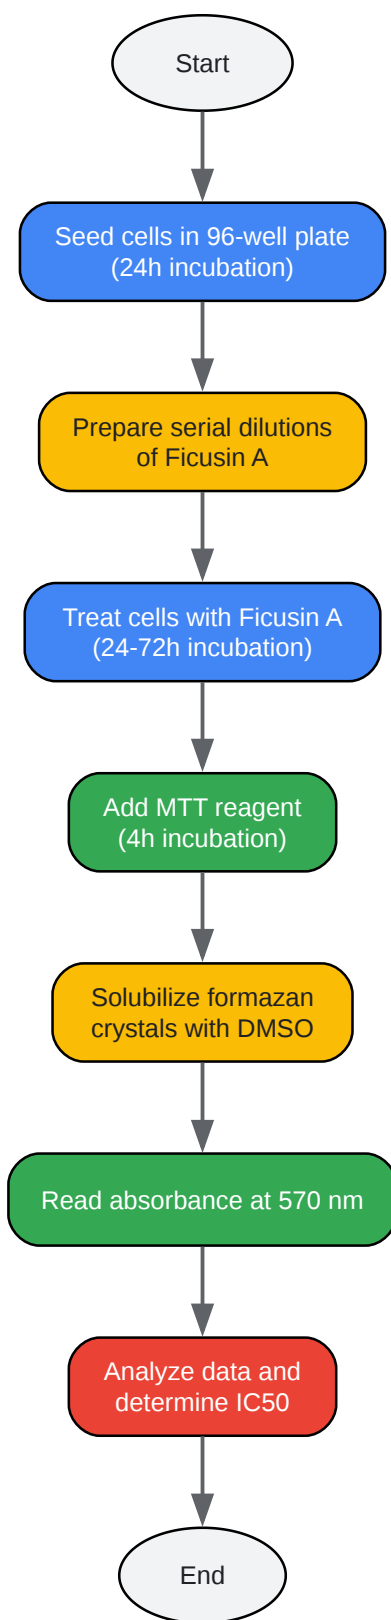 Start
Seed cells in 96-well plate
(24h incubation)
Prepare serial dilutions
of Ficusin A
Treat cells with Ficusin A
(24-72h incubation)
Add MTT reagent
(4h incubation)
Solubilize formazan
crystals with DMSO
Read absorbance at 570 nm
Analyze data and
determine IC50
End